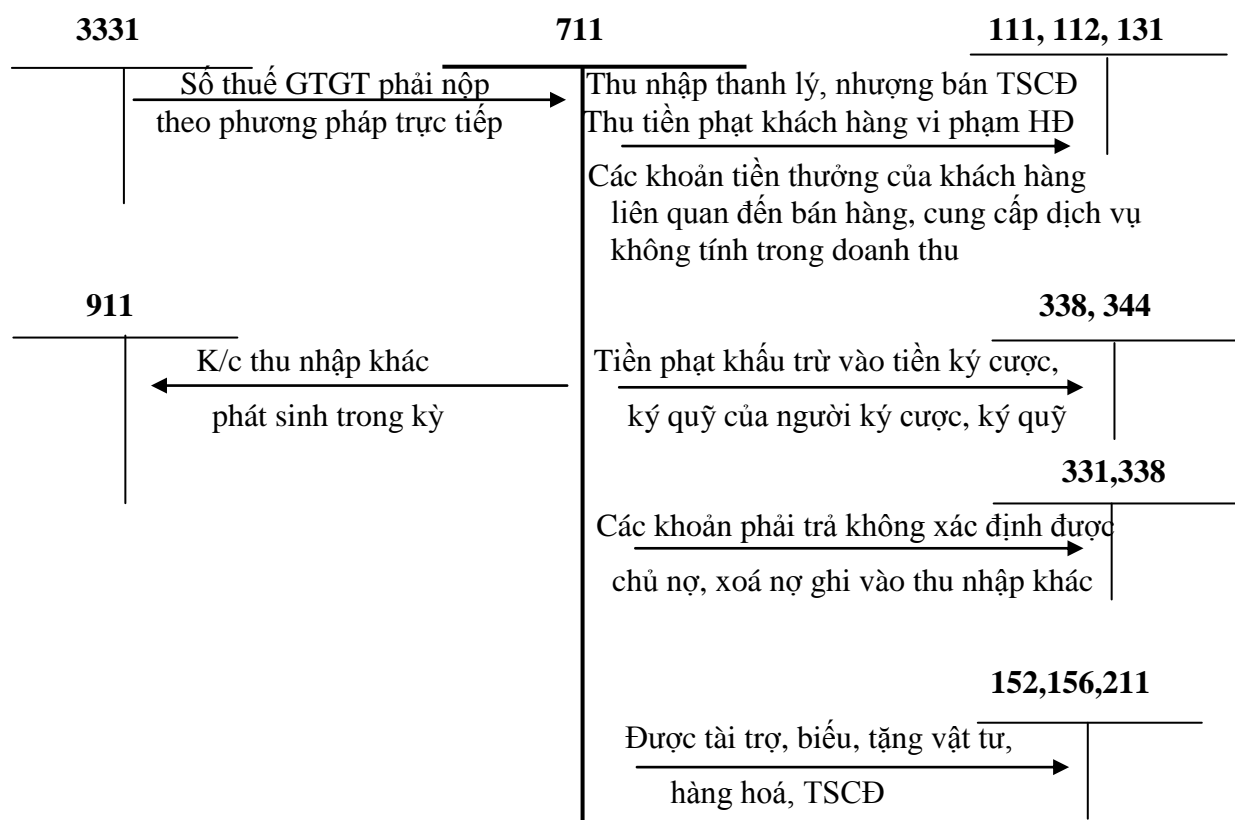 3331
711
111, 112, 131
Số thuế GTGT phải nộp
theo phương pháp trực tiếp
Thu nhập thanh lý, nhượng bán TSCĐ
Thu tiền phạt khách hàng vi phạm HĐ
Các khoản tiền thưởng của khách hàng
liên quan đến bán hàng, cung cấp dịch vụ
không tính trong doanh thu
911
338, 344
K/c thu nhập khác
phát sinh trong kỳ
Tiền phạt khấu trừ vào tiền ký cược,
ký quỹ của người ký cược, ký quỹ
331,338
Các khoản phải trả không xác định được
chủ nợ, xoá nợ ghi vào thu nhập khác
152,156,211
Được tài trợ, biếu, tặng vật tư,
hàng hoá, TSCĐ